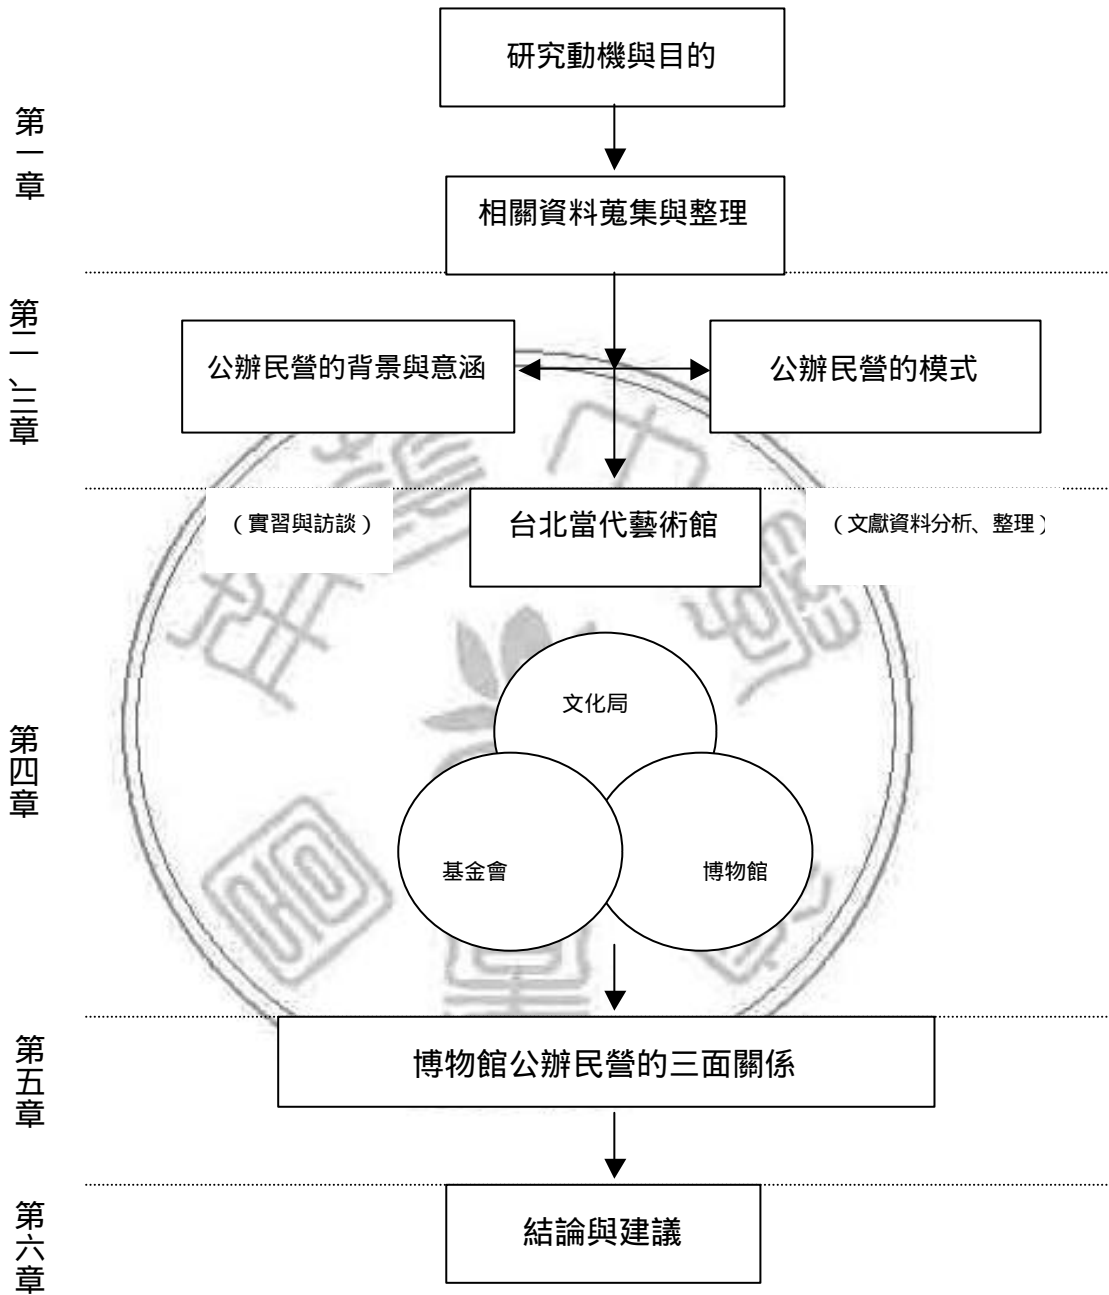 研究動機與目的
第一章
相關資料蒐集與整理
第二、三章
公辦民營的背景與意涵
公辦民營的模式
（實習與訪談）
台北當代藝術館
（文獻資料分析、整理）
第四章
文化局
基金會
博物館
第五章
博物館公辦民營的三面關係
第六章
結論與建議